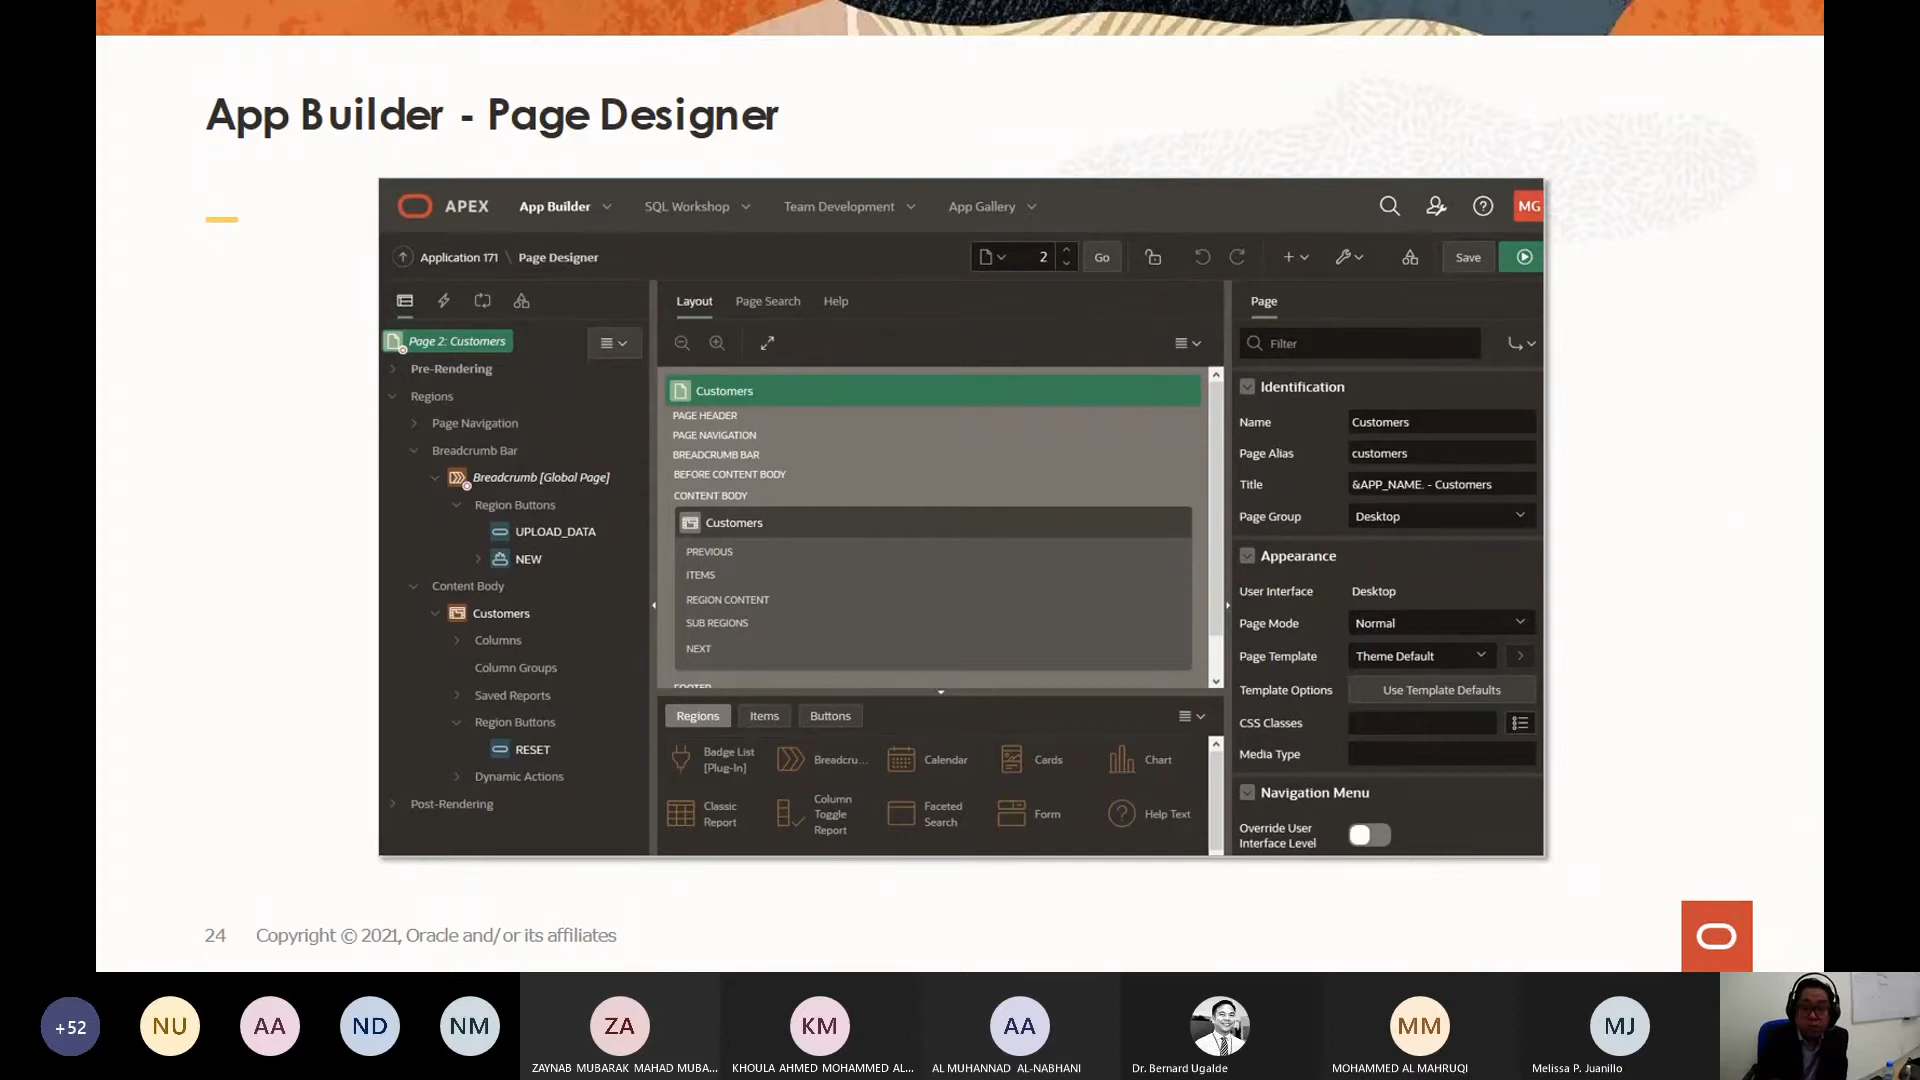 App Builder - Page Designer
APEX
App Builder
SQL Workshop
Team Development
App Gallery
MG
Application 171 \ Page Designer
2
Go
Save
Page 2: Customers
Pre-Rendering
Regions
Page Navigation
Breadcrumb Bar
Breadcrumb [Global Page]
Region Buttons
UPLOAD_DATA
NEW
Content Body
Customers
Columns
Column Groups
Saved Reports
Region Buttons
RESET
Dynamic Actions
Post-Rendering
Layout
Page Search
Help
Customers
PAGE HEADER
PAGE NAVIGATION
BREADCRUMB BAR
BEFORE CONTENT BODY
CONTENT BODY
Customers
PREVIOUS
ITEMS
REGION CONTENT
SUB REGIONS
NEXT
FOOTER
Regions
Items
Buttons
Badge List
[Plug-In]
Breadcru...
Calendar
Cards
Chart
Classic
Report
Column
Toggle
Report
Faceted
Search
Form
Help Text
Page
Filter
Identification
Name Customers
Page Alias customers
Title &APP_NAME. - Customers
Page Group Desktop
Appearance
User Interface Desktop
Page Mode Normal
Page Template Theme Default
Template Options Use Template Defaults
CSS Classes
Media Type
Navigation Menu
Override User
Interface Level
24 Copyright © 2021, Oracle and/or its affiliates
+52
NU
AA
ND
NM
ZA
ZAYNAB MUBARAK MAHAD MUBA...
KM
KHOULA AHMED MOHAMMED AL...
AA
AL MUHANNAD AL-NABHANI
Dr. Bernard Ugalde
MM
MOHAMMED AL MAHRUQI
MJ
Melissa P. Juanillo